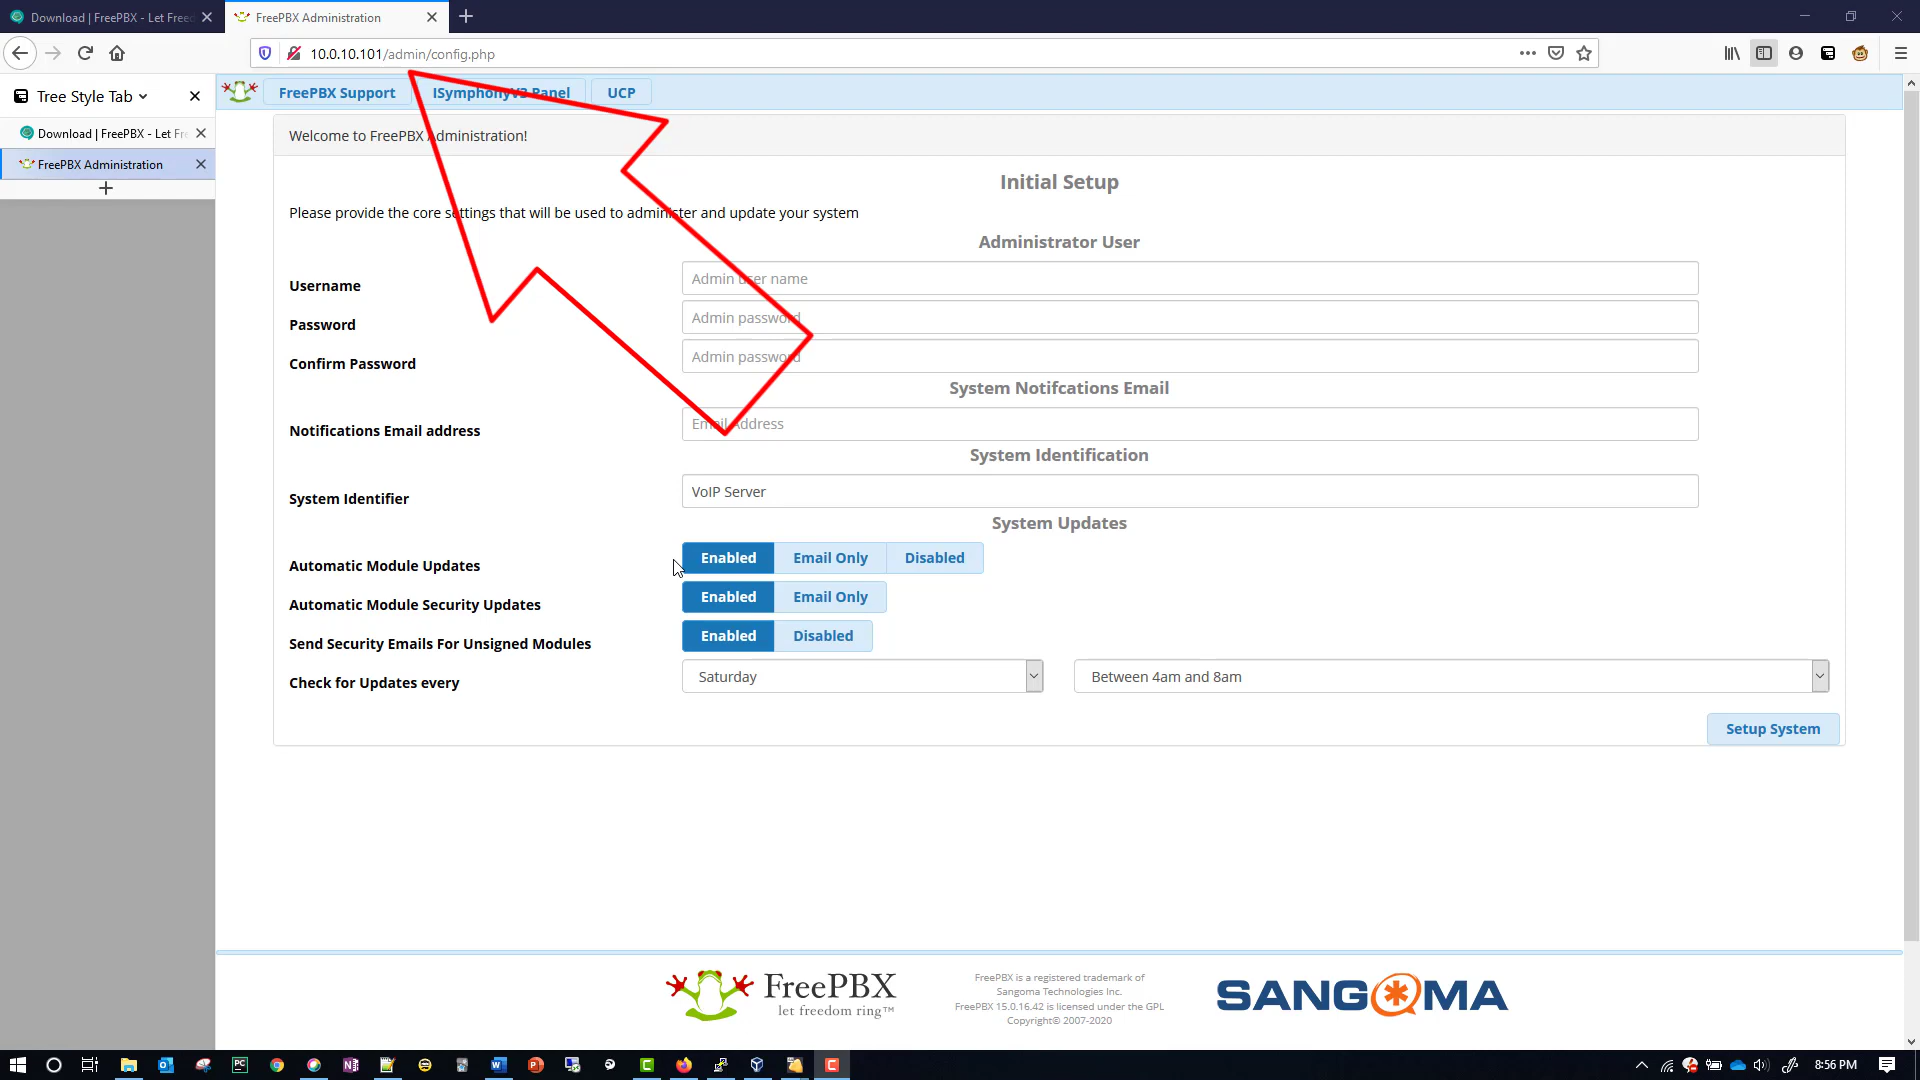 Download | FreePBX - Let Freed
FreePBX Administration
10.0.10.101/admin/config.php
Tree Style Tab
FreePBX Support
ISymphonyV3 Panel
UCP
Download | FreePBX - Let Fre
FreePBX Administration
Welcome to FreePBX Administration!
Initial Setup
Please provide the core settings that will be used to administer and update your system
Administrator User
Username
Admin user name
Password
Admin password
Confirm Password
Admin password
System Notifcations Email
Notifications Email address
Email Address
System Identification
System Identifier
VoIP Server
System Updates
Automatic Module Updates
Enabled Email Only Disabled
Automatic Module Security Updates
Enabled Email Only
Send Security Emails For Unsigned Modules
Enabled Disabled
Check for Updates every
Saturday
Between 4am and 8am
Setup System
FreePBX
let freedom ring™
FreePBX is a registered trademark of
Sangoma Technologies Inc.
FreePBX 15.0.16.42 is licensed under the GPL
Copyright© 2007-2020
SANGOMA
8:56 PM